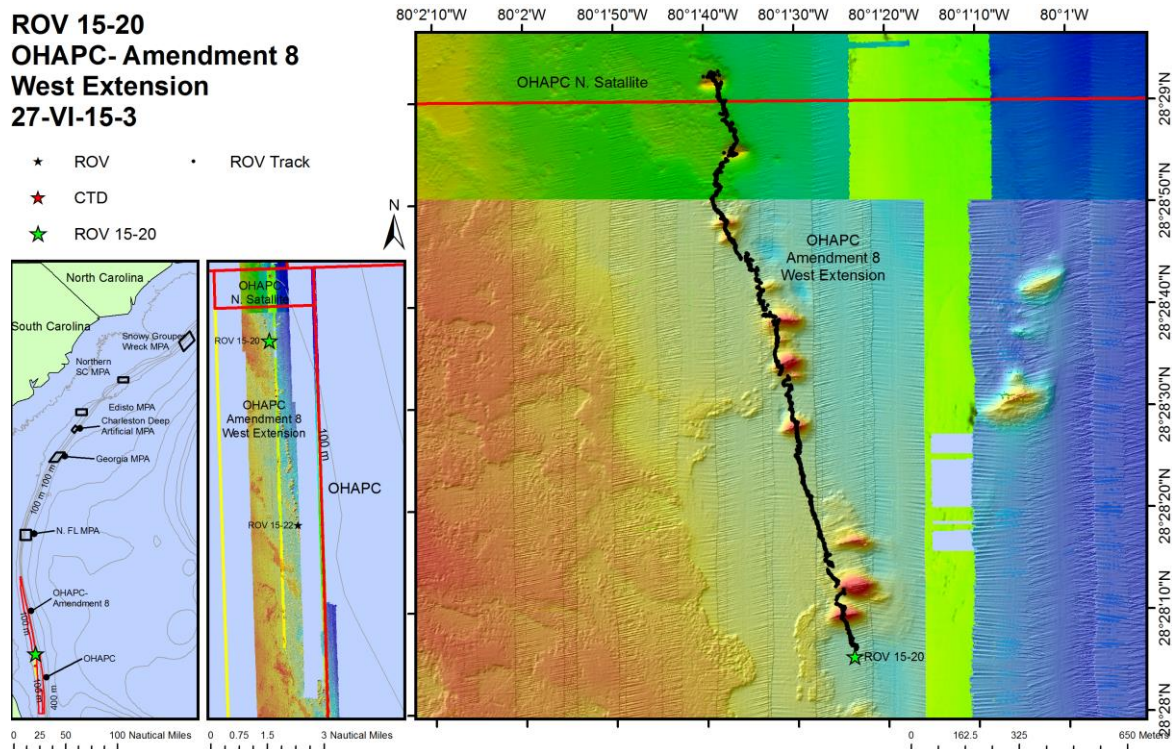 ROV 15-20
OHAPC- Amendment 8
West Extension
27-VI-15-3
ROV
ROV Track
CTD
ROV 15-20
N
North Carolina
South Carolina
Snowy Grouper
Wreck MPA
Northern
SC MPA
Edisto MPA
Charleston Deep
Artificial MPA
Georgia MPA
100 m
100 m
N. FL MPA
OHAPC-
Amendment 8
100 m
OHAPC
100 m
400 m
0 25 50 100 Nautical Miles
OHAPC
N. Satallite
ROV 15-20
OHAPC
Amendment 8
West Extension
100 m
OHAPC
ROV 15-22
0 0.75 1.5 3 Nautical Miles
80°2'10"W 80°2'W 80°1'50"W 80°1'40"W 80°1'30"W 80°1'20"W 80°1'10"W 80°1'W
OHAPC N. Satallite
28°29'N
28°28'50"N
OHAPC
Amendment 8
West Extension
28°28'40"N
28°28'30"N
28°28'20"N
28°28'10"N
ROV 15-20
28°28'N
0 162.5 325 650 Meters